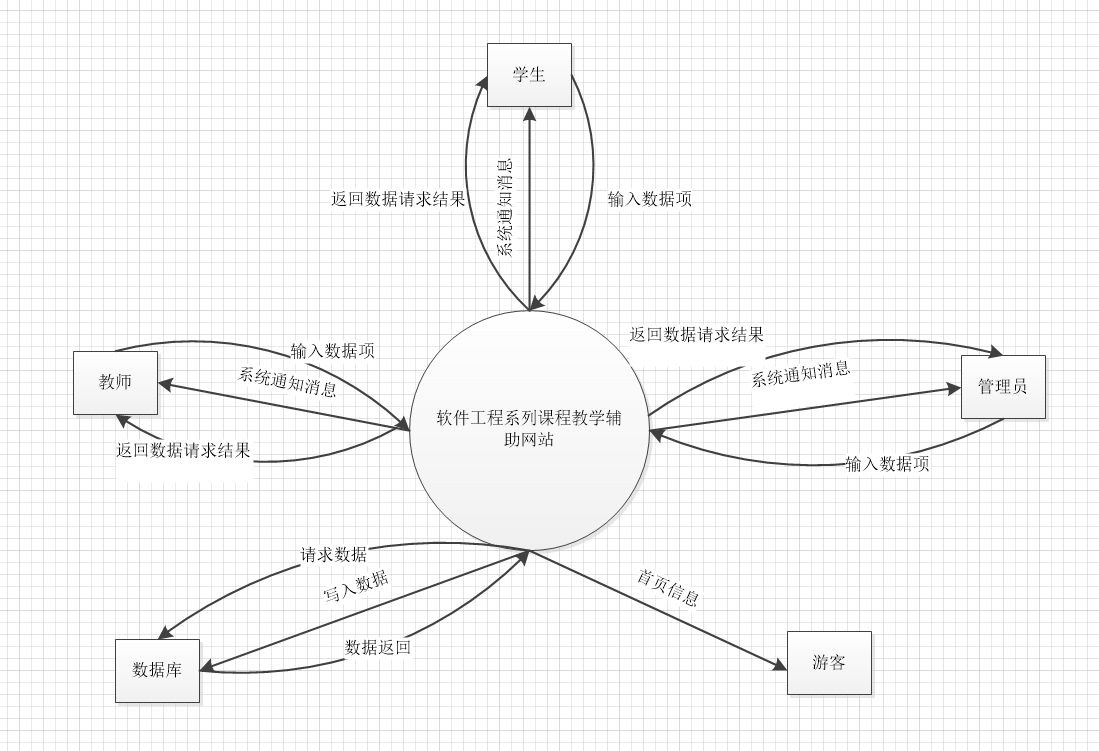 学生
返回数据请求结果
系统通知消息
输入数据项
返回数据请求结果
输入数据项
系统通知消息
系统通知消息
教师
管理员
软件工程系列课程教学辅
助网站
返回数据请求结果
输入数据项
请求数据
写入数据
首页信息
数据返回
数据库
游客